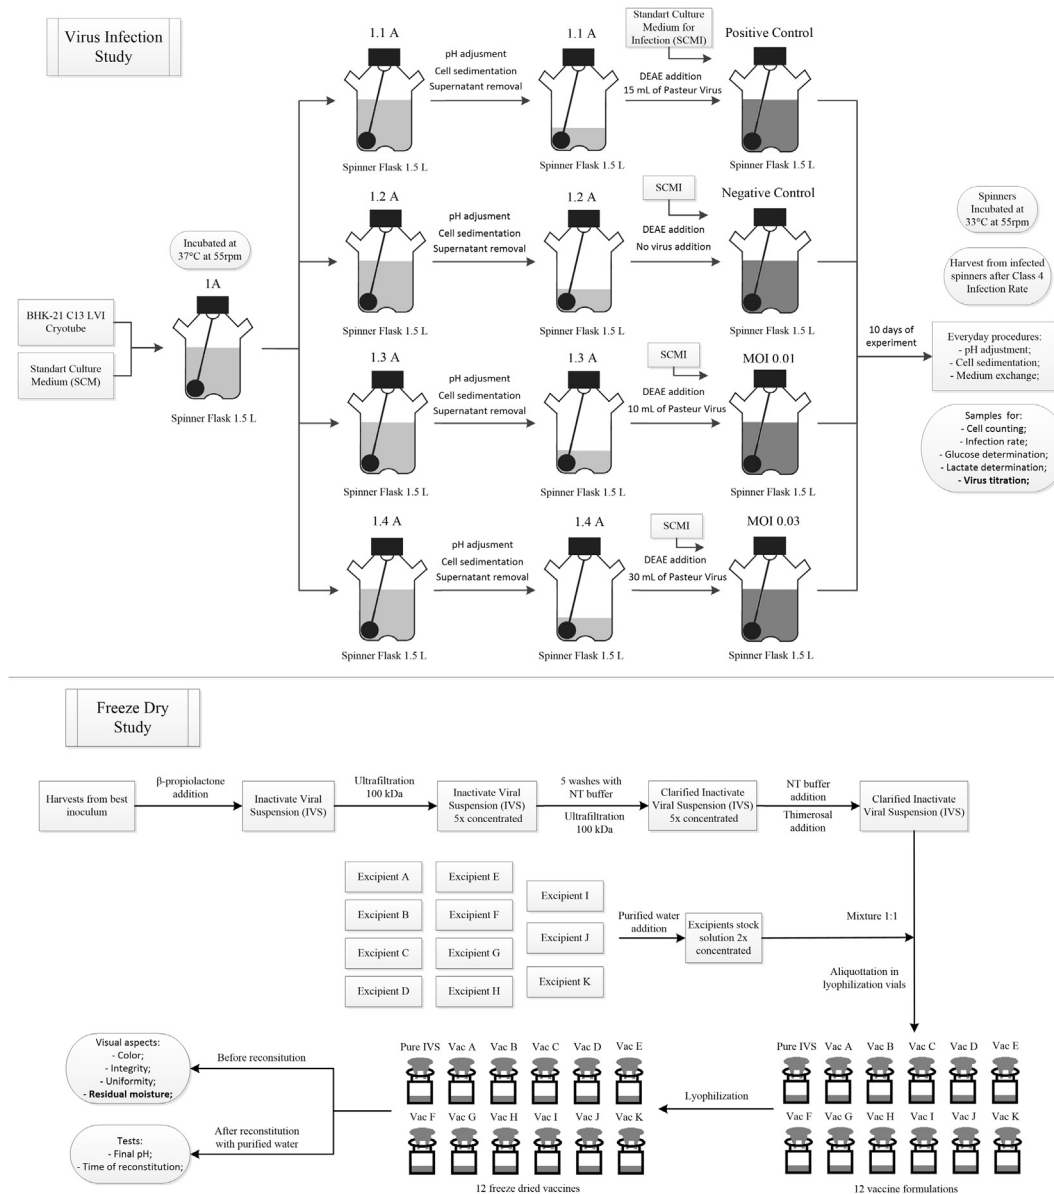 Virus Infection
Study
1.1 A
pH adjusment
Cell sedimentation
Supernatant removal
Spinner Flask 1.5 L
1.1 A
Spinner Flask 1.5 L
Standart Culture
Medium for
Infection (SCMI)
DEAE addition
15 mL of Pasteur Virus
Positive Control
Spinner Flask 1.5 L
1.2 A
pH adjusment
Cell sedimentation
Supernatant removal
Spinner Flask 1.5 L
1.2 A
Spinner Flask 1.5 L
SCMI
DEAE addition
No virus addition
Negative Control
Spinner Flask 1.5 L
Incubated at
37°C at 55rpm
1A
BHK-21 C13 LVI
Cryotube
Standart Culture
Medium (SCM)
Spinner Flask 1.5 L
1.3 A
pH adjusment
Cell sedimentation
Supernatant removal
Spinner Flask 1.5 L
1.3 A
Spinner Flask 1.5 L
SCMI
DEAE addition
10 mL of Pasteur Virus
MOI 0.01
Spinner Flask 1.5 L
1.4 A
pH adjusment
Cell sedimentation
Supernatant removal
Spinner Flask 1.5 L
1.4 A
Spinner Flask 1.5 L
SCMI
DEAE addition
30 mL of Pasteur Virus
MOI 0.03
Spinner Flask 1.5 L
10 days of
experiment
Spinners
Incubated at
33°C at 55rpm
Harvest from infected
spinners after Class 4
Infection Rate
Everyday procedures:
- pH adjustment;
- Cell sedimentation;
- Medium exchange;
Samples for:
- Cell counting;
- Infection rate;
- Glucose determination;
- Lactate determination;
- Virus titration;
Freeze Dry
Study
Harvests from best
inoculum
β-propiolactone
addition
Inactivate Viral
Suspension (IVS)
Ultrafiltration
100 kDa
Inactivate Viral
Suspension (IVS)
5x concentrated
5 washes with
NT buffer
Ultrafiltration
100 kDa
Clarified Inactivate
Viral Suspension (IVS)
5x concentrated
NT buffer
addition
Thimerosal
addition
Clarified Inactivate
Viral Suspension (IVS)
Excipient A
Excipient E
Excipient B
Excipient F
Excipient C
Excipient G
Excipient D
Excipient H
Excipient I
Excipient J
Excipient K
Purified water
addition
Excipients stock
solution 2x
concentrated
Mixture 1:1
Aliquottation in
lyophilization vials
Pure IVS Vac A Vac B Vac C Vac D Vac E
Vac F Vac G Vac H Vac I Vac J Vac K
12 vaccine formulations
Lyophilization
Pure IVS Vac A Vac B Vac C Vac D Vac E
Vac F Vac G Vac H Vac I Vac J Vac K
12 freeze dried vaccines
Before reconsitution
Visual aspects:
- Color;
- Integrity;
- Uniformity;
- Residual moisture;
After reconstitution
with purified water
Tests:
- Final pH;
- Time of reconstitution;